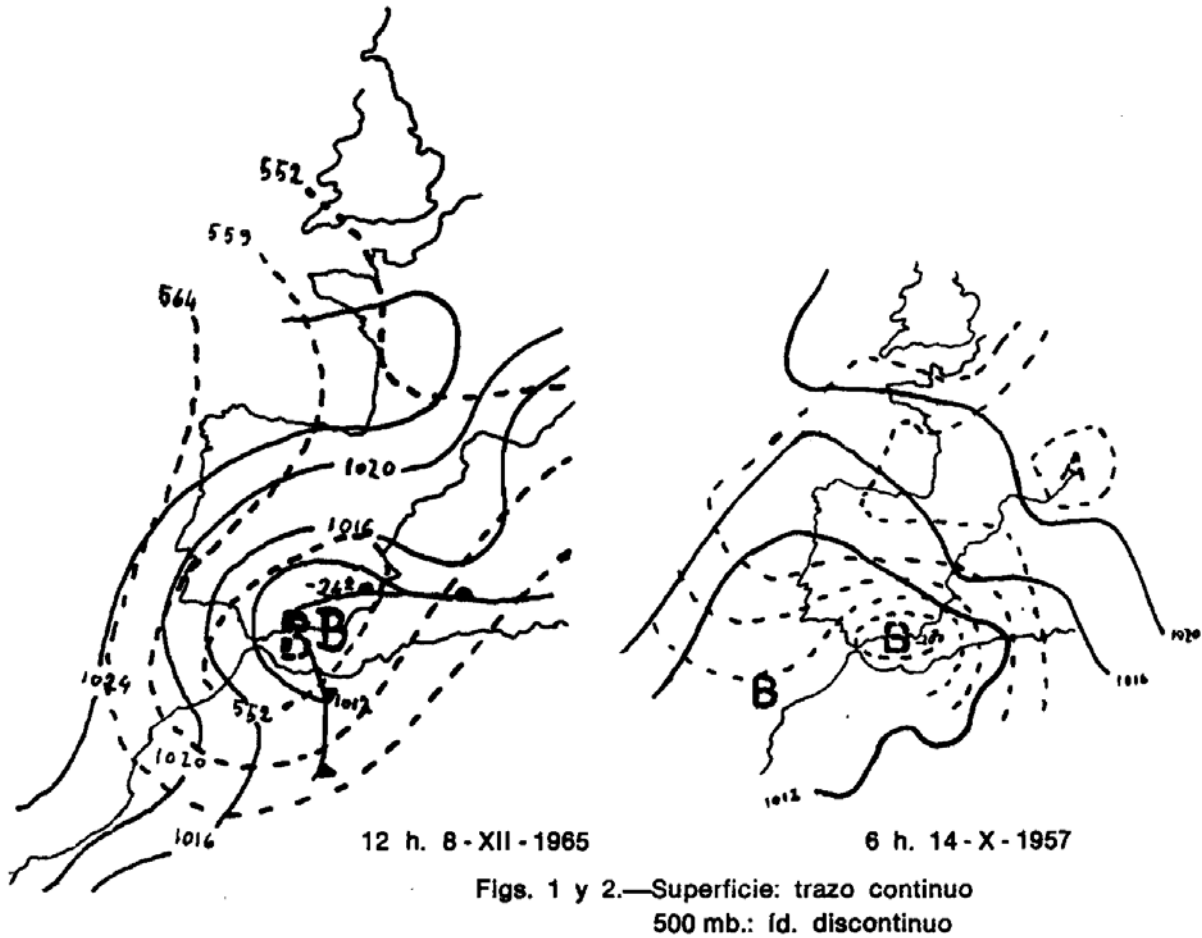 552
559
564
1020
1016
-24º
B
B
1024
552
1012
1020
1016
A
B
B
1020
1016
1012
12 h. 8 - XII - 1965
6 h. 14 - X - 1957
Figs. 1 y 2.—Superficie: trazo continuo
500 mb.: íd. discontinuo